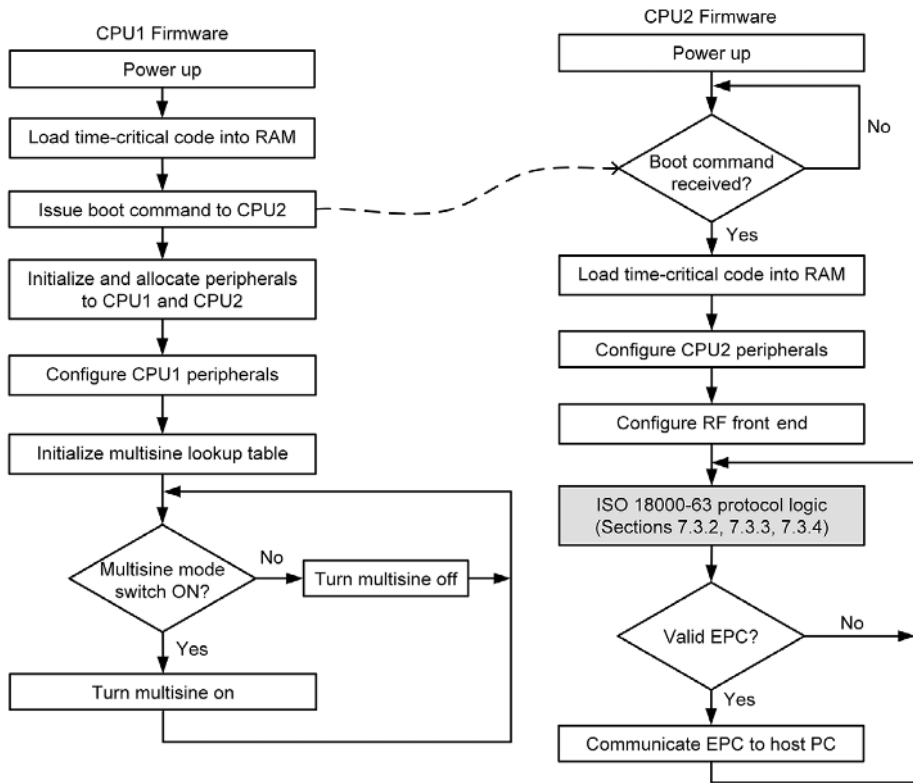 CPU1 Firmware
Power up
Load time-critical code into RAM
Issue boot command to CPU2
Initialize and allocate peripherals
to CPU1 and CPU2
Configure CPU1 peripherals
Initialize multisine lookup table
Multisine mode
switch ON?
No
Turn multisine off
Yes
Turn multisine on
CPU2 Firmware
Power up
Boot command
received?
No
Yes
Load time-critical code into RAM
Configure CPU2 peripherals
Configure RF front end
ISO 18000-63 protocol logic
(Sections 7.3.2, 7.3.3, 7.3.4)
Valid EPC?
No
Yes
Communicate EPC to host PC